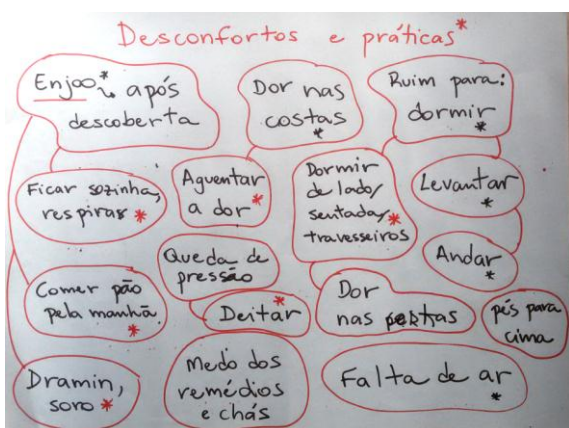 Desconfortos e práticas*
Enjoo* após
descoberta
Dor nas
costas
*
Ruim para:
dormir
*
Ficar sozinha,
respirar *
Aguentar
a dor *
Dormir
de lado/
sentada/*
travesseiros
Levantar
*
Comer pão
pela manhã
*
Queda de
pressão
Deitar *
Dor
nas pernas
Andar
*
pés para
cima
Dramin,
soro *
Medo dos
remédios
e chás
Falta de ar
*